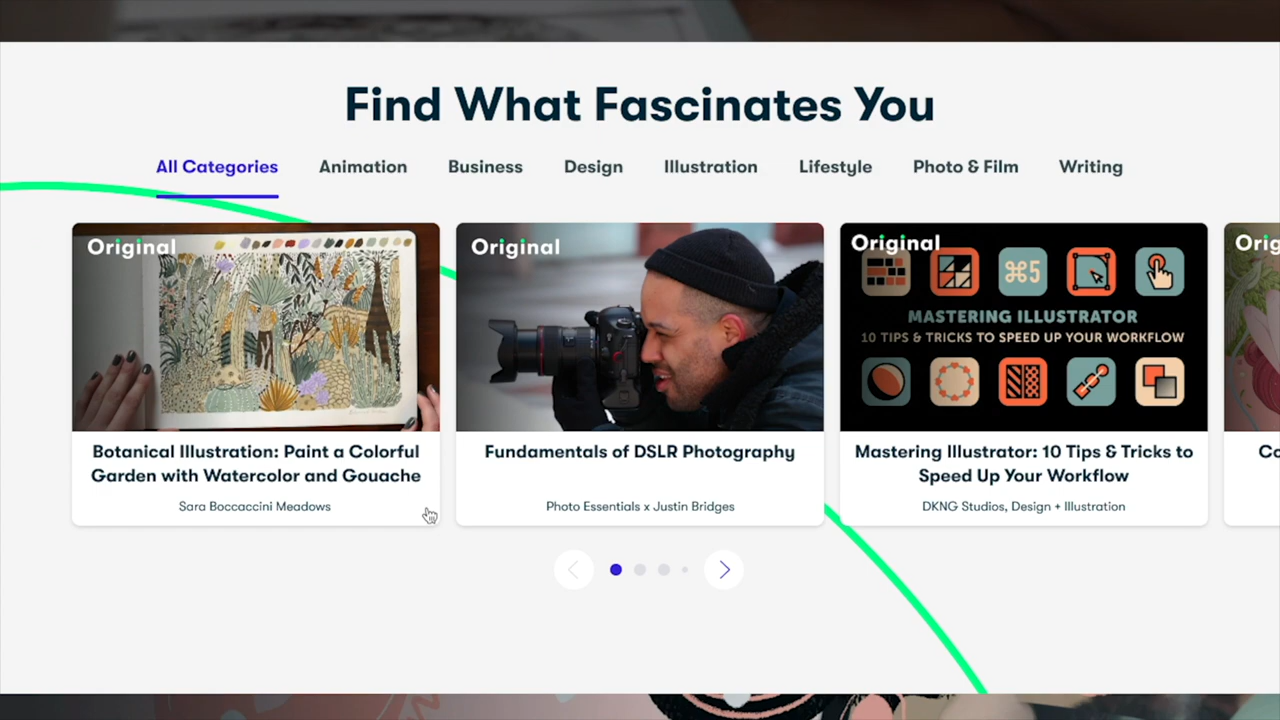 Find What Fascinates You
All Categories Animation Business Design Illustration Lifestyle Photo & Film Writing
Original
Botanical Illustration: Paint a Colorful
Garden with Watercolor and Gouache
Sara Boccaccini Meadows
Original
Fundamentals of DSLR Photography
Photo Essentials x Justin Bridges
Original
⌘5
MASTERING ILLUSTRATOR
10 TIPS & TRICKS TO SPEED UP YOUR WORKFLOW
Mastering Illustrator: 10 Tips & Tricks to
Speed Up Your Workflow
DKNG Studios, Design + Illustration